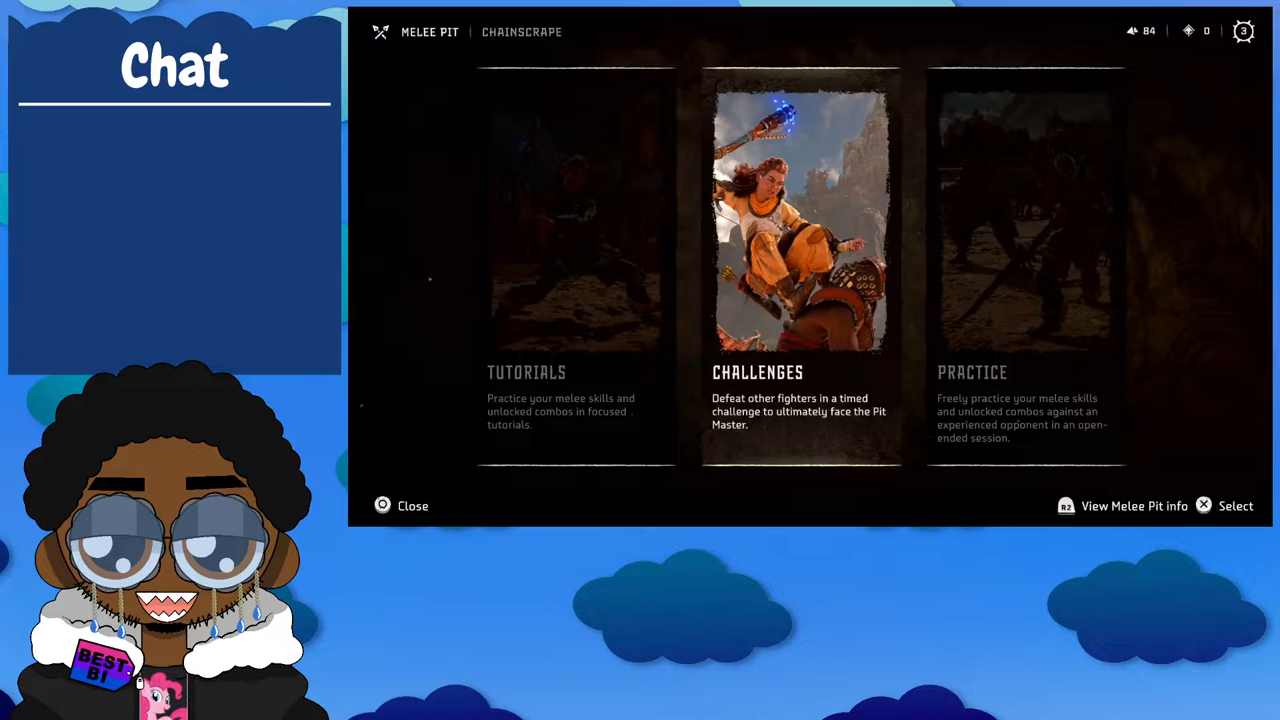 Chat
MELEE PIT | CHAINSCRAPE
84 | 0 | 3
TUTORIALS
Practice your melee skills and
unlocked combos in focused
tutorials.
CHALLENGES
Defeat other fighters in a timed
challenge to ultimately face the Pit
Master.
PRACTICE
Freely practice your melee skills
and unlocked combos against an
experienced opponent in an open-
ended session.
Close
R2 View Melee Pit info
Select
BEST
BI